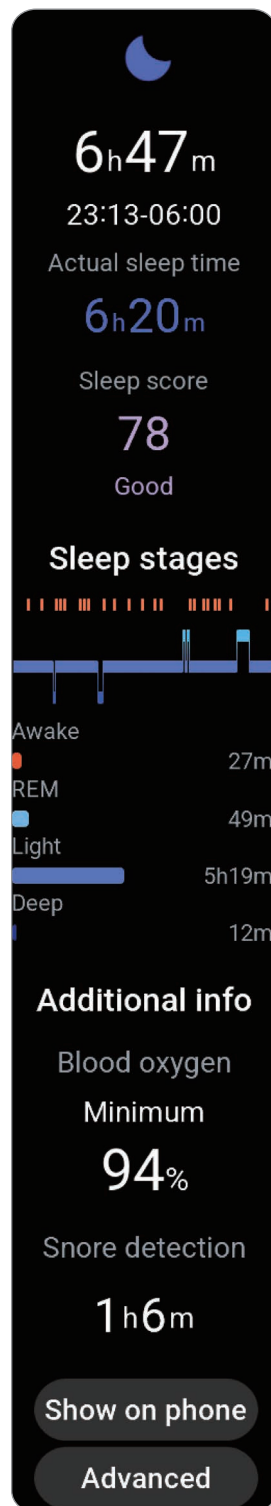 6h47m
23:13-06:00
Actual sleep time
6h20m
Sleep score
78
Good
Sleep stages
Awake
27m
REM
49m
Light
5h19m
Deep
12m
Additional info
Blood oxygen
Minimum
94%
Snore detection
1h6m
Show on phone
Advanced